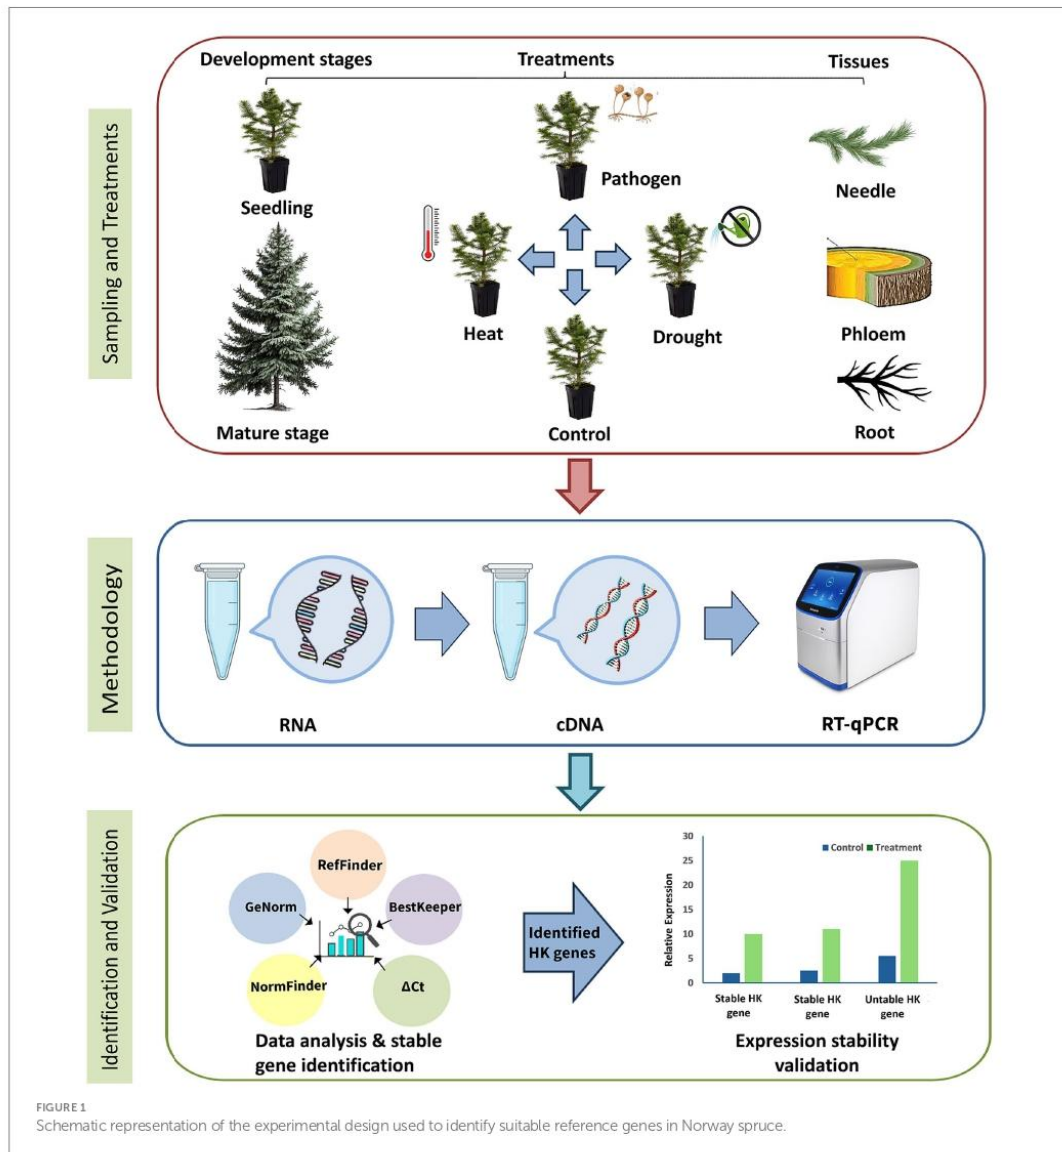 Sampling and Treatments
Development stages
Treatments
Tissues
Seedling
Pathogen
Needle
Heat
Drought
Phloem
Mature stage
Control
Root
Methodology
RNA
cDNA
RT-qPCR
Identification and Validation
RefFinder
GeNorm
BestKeeper
NormFinder
ΔCt
Data analysis & stable
gene identification
Identified
HK genes
Relative Expression
30
25
20
15
10
5
0
Control
Treatment
Stable HK
gene
Stable HK
gene
Untable HK
gene
Expression stability
validation
FIGURE 1
Schematic representation of the experimental design used to identify suitable reference genes in Norway spruce.